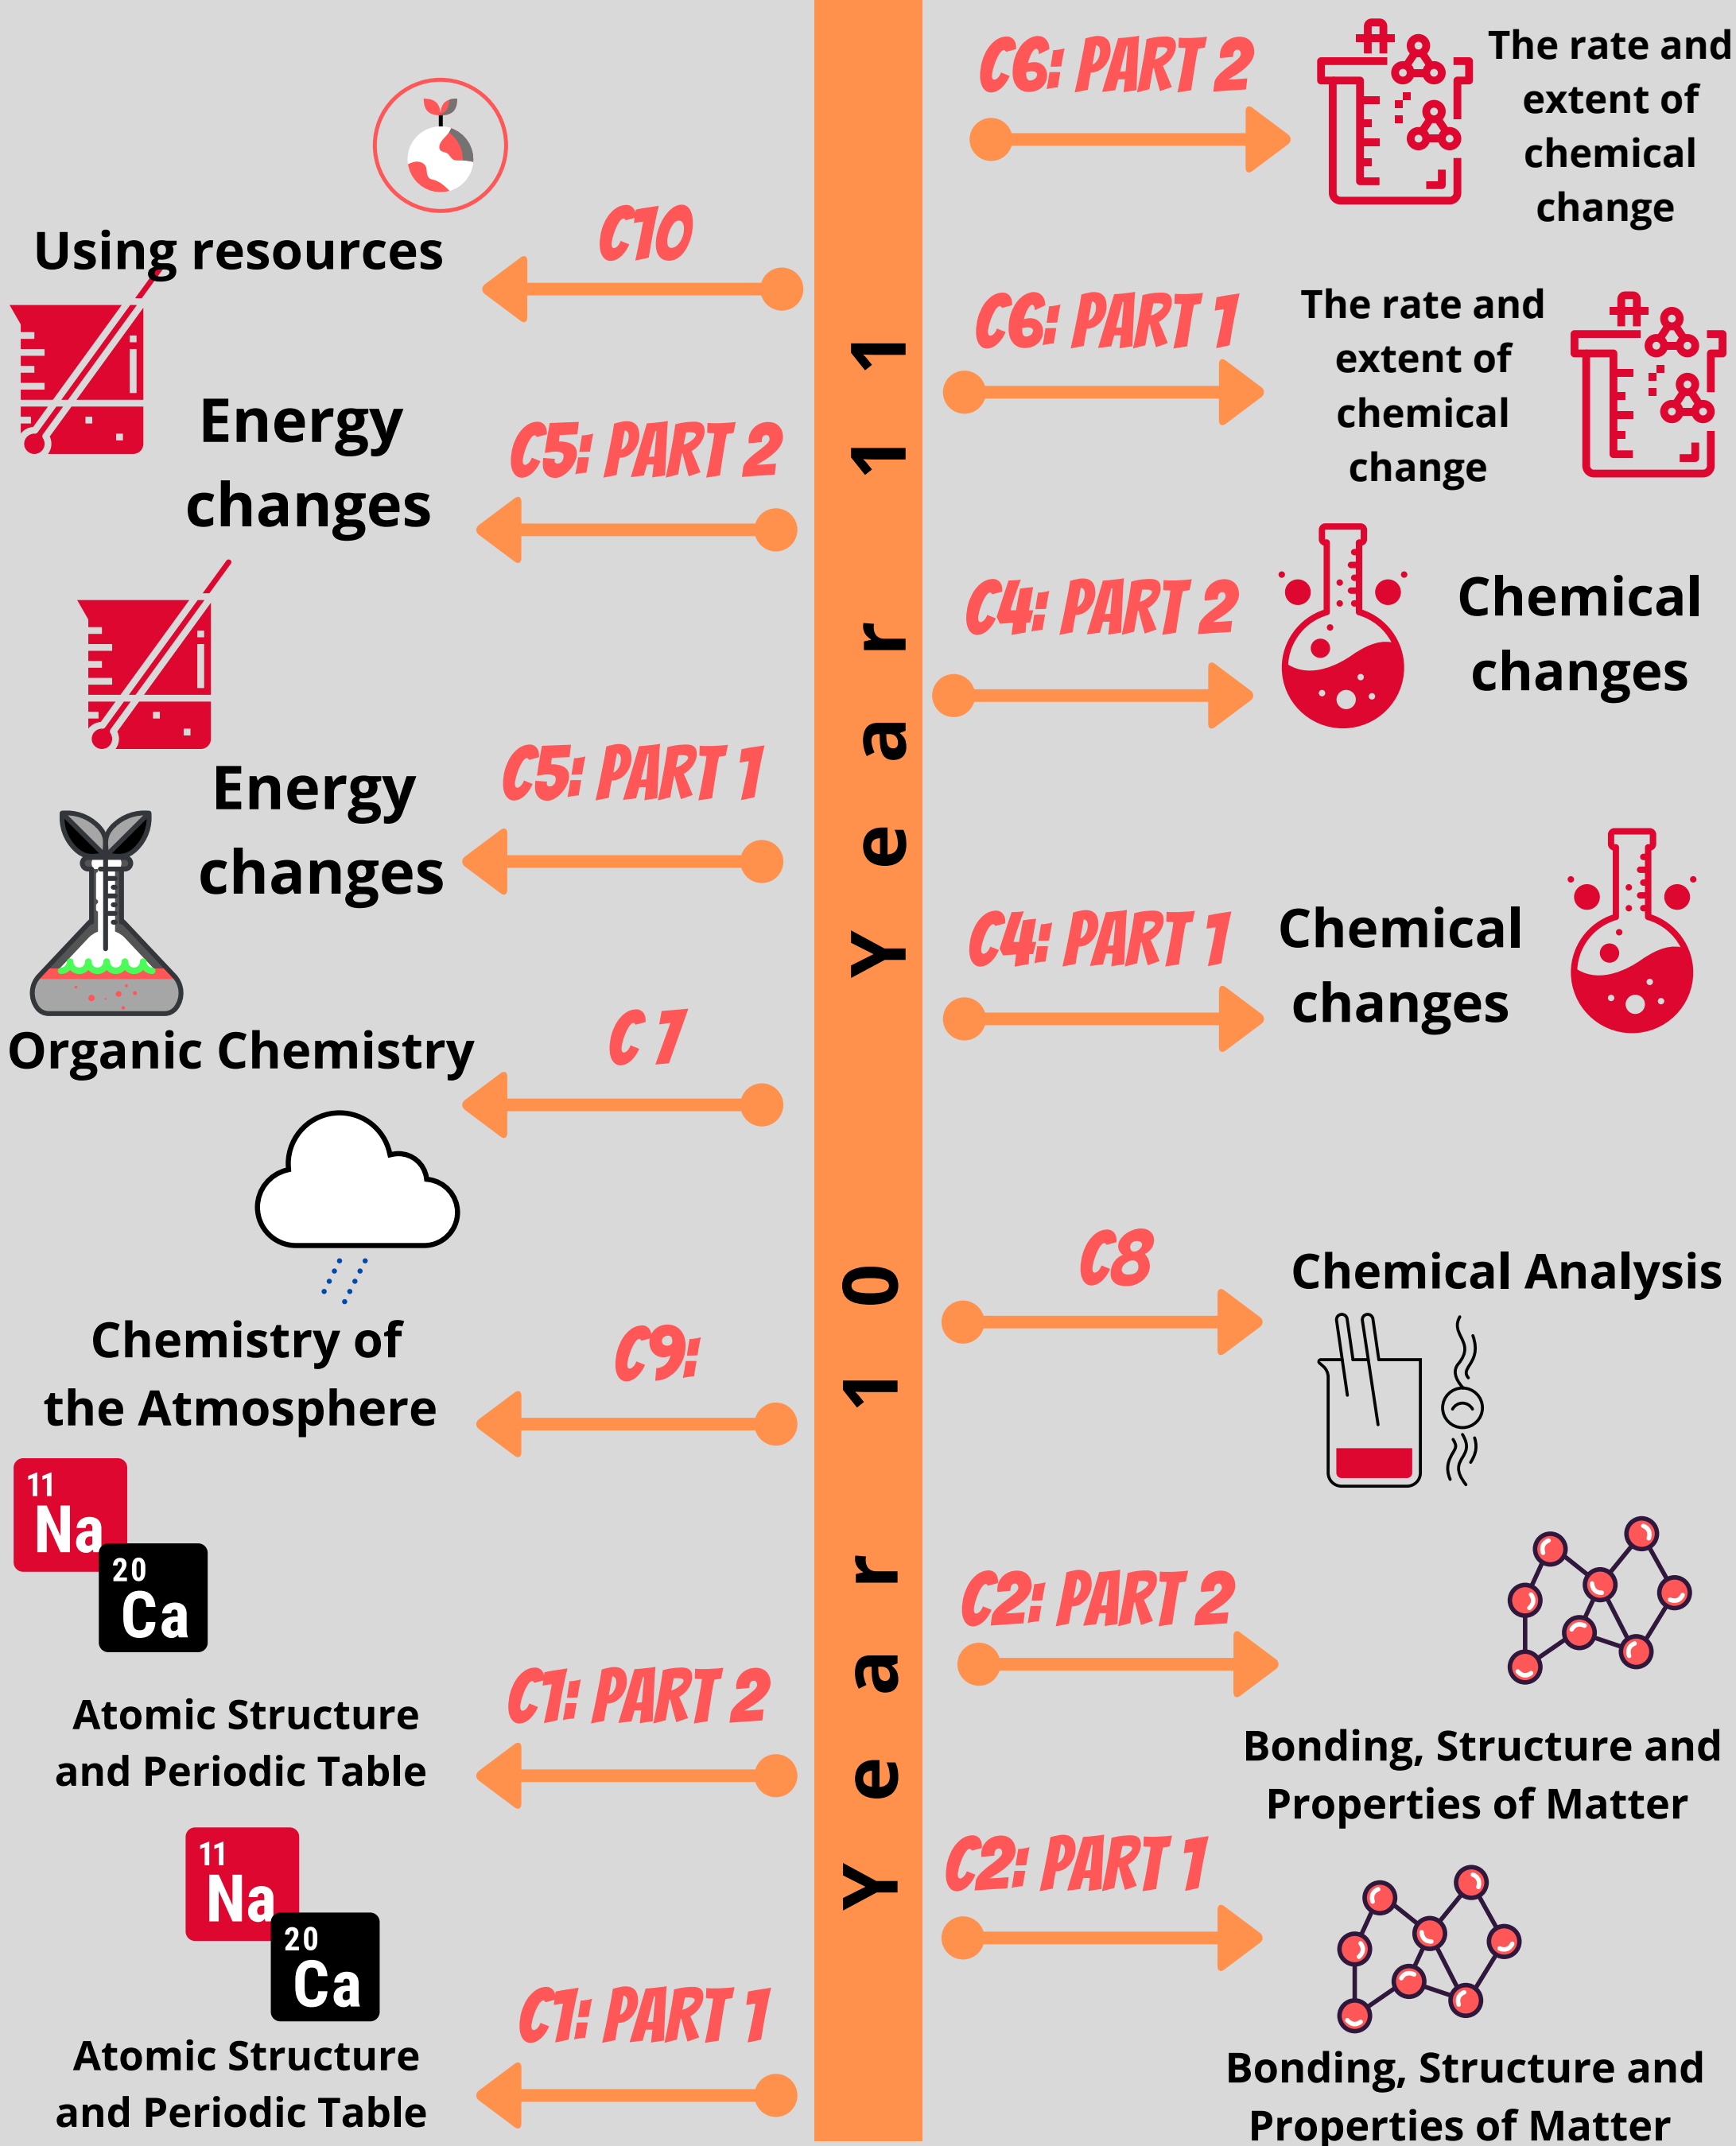 C6: PART 2
The rate and
extent of
chemical
change
C10
Using resources
C6: PART 1
The rate and
extent of
chemical
change
C5: PART 2
Energy
changes
C4: PART 2
Chemical
changes
Year 11
C5: PART 1
Energy
changes
C4: PART 1
Chemical
changes
C 7
Organic Chemistry
C8
Chemical Analysis
C9:
Chemistry of
the Atmosphere
11
Na
20
Ca
C1: PART 2
Atomic Structure
and Periodic Table
Year 10
C2: PART 2
Bonding, Structure and
Properties of Matter
11
Na
20
Ca
C1: PART 1
Atomic Structure
and Periodic Table
C2: PART 1
Bonding, Structure and
Properties of Matter